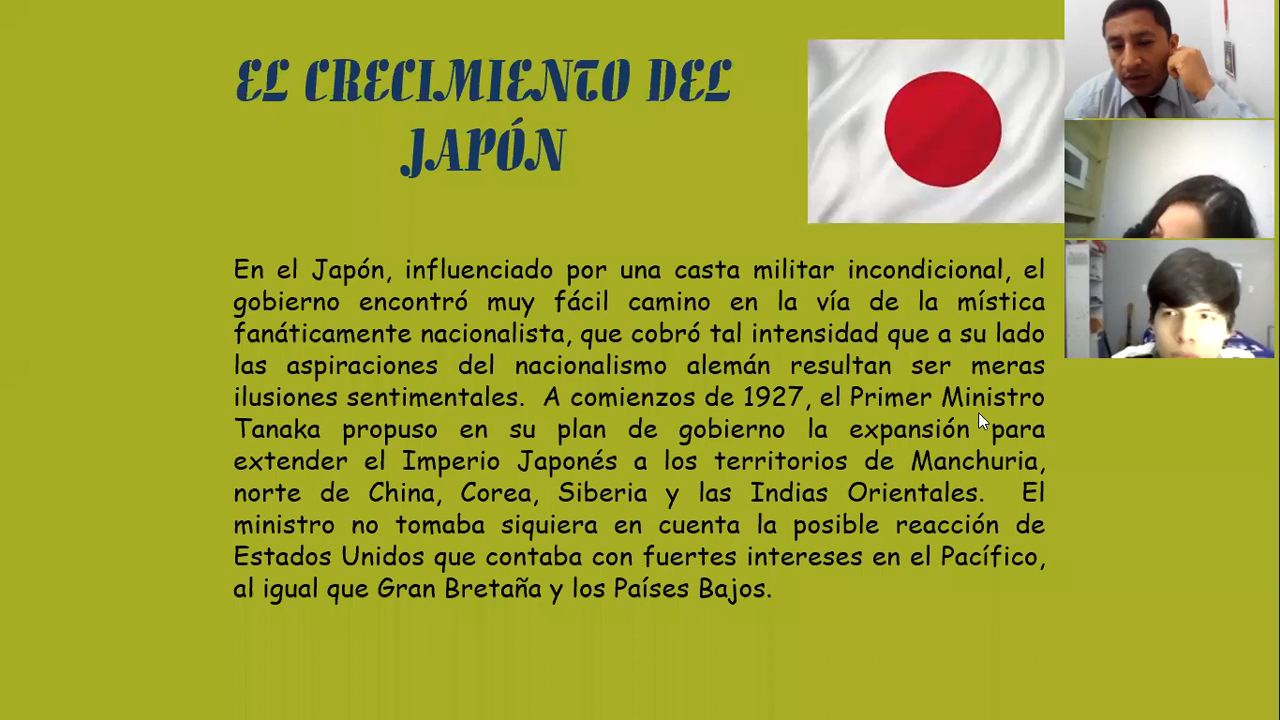 EL CRECIMIENTO DEL
JAPÓN
En el Japón, influenciado por una casta militar incondicional, el
gobierno encontró muy fácil camino en la vía de la mística
fanáticamente nacionalista, que cobró tal intensidad que a su lado
las aspiraciones del nacionalismo alemán resultan ser meras
ilusiones sentimentales. A comienzos de 1927, el Primer Ministro
Tanaka propuso en su plan de gobierno la expansión para
extender el Imperio Japonés a los territorios de Manchuria,
norte de China, Corea, Siberia y las Indias Orientales. El
ministro no tomaba siquiera en cuenta la posible reacción de
Estados Unidos que contaba con fuertes intereses en el Pacífico,
al igual que Gran Bretaña y los Países Bajos.